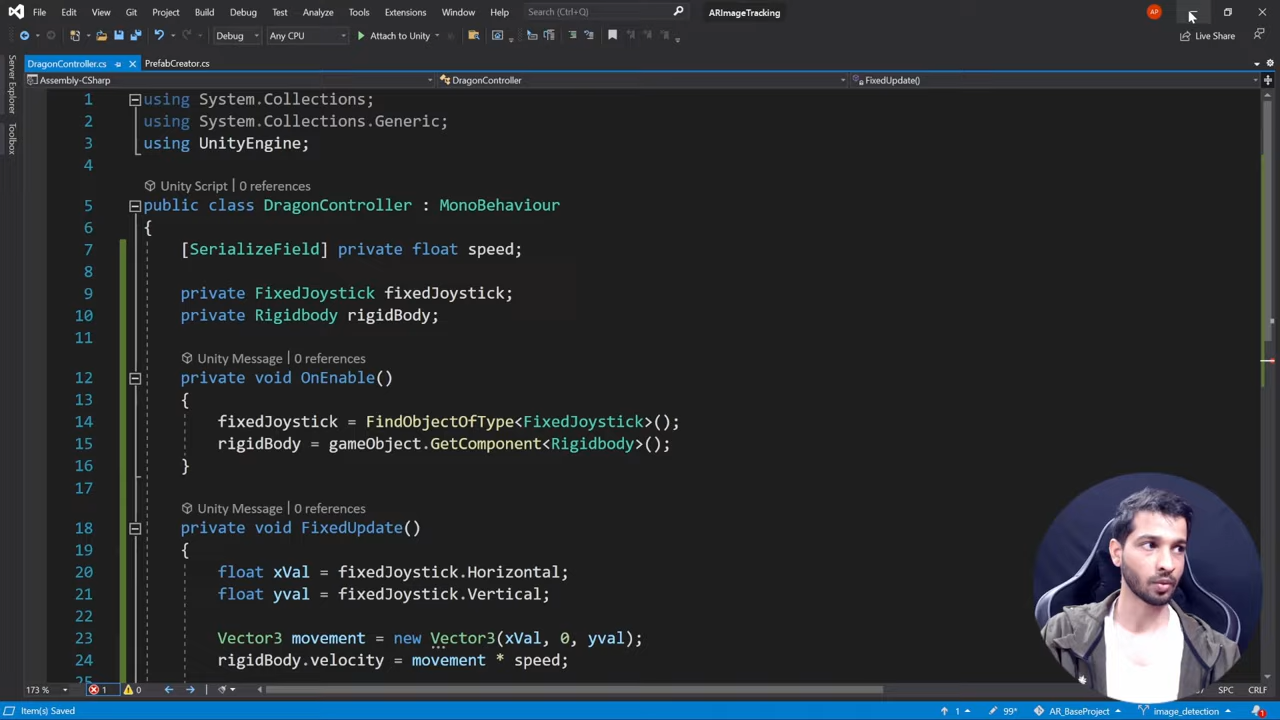 File Edit View Git Project Build Debug Test Analyze Tools Extensions Window Help Search (Ctrl+Q) ARImageTracking AP
Debug Any CPU Attach to Unity Live Share
Server Explorer
Toolbox
DragonController.cs PrefabCreator.cs
Assembly-CSharp DragonController FixedUpdate()
1 using System.Collections;
2 using System.Collections.Generic;
3 using UnityEngine;
4
Unity Script | 0 references
5 public class DragonController : MonoBehaviour
6 {
7 [SerializeField] private float speed;
8
9 private FixedJoystick fixedJoystick;
10 private Rigidbody rigidBody;
11
Unity Message | 0 references
12 private void OnEnable()
13 {
14 fixedJoystick = FindObjectOfType<FixedJoystick>();
15 rigidBody = gameObject.GetComponent<Rigidbody>();
16 }
17
Unity Message | 0 references
18 private void FixedUpdate()
19 {
20 float xVal = fixedJoystick.Horizontal;
21 float yval = fixedJoystick.Vertical;
22
23 Vector3 movement = new Vector3(xVal, 0, yval);
24 rigidBody.velocity = movement * speed;
25
173 % 1 0 SPC CRLF
Item(s) Saved 1 99* AR_BaseProject image_detection 1